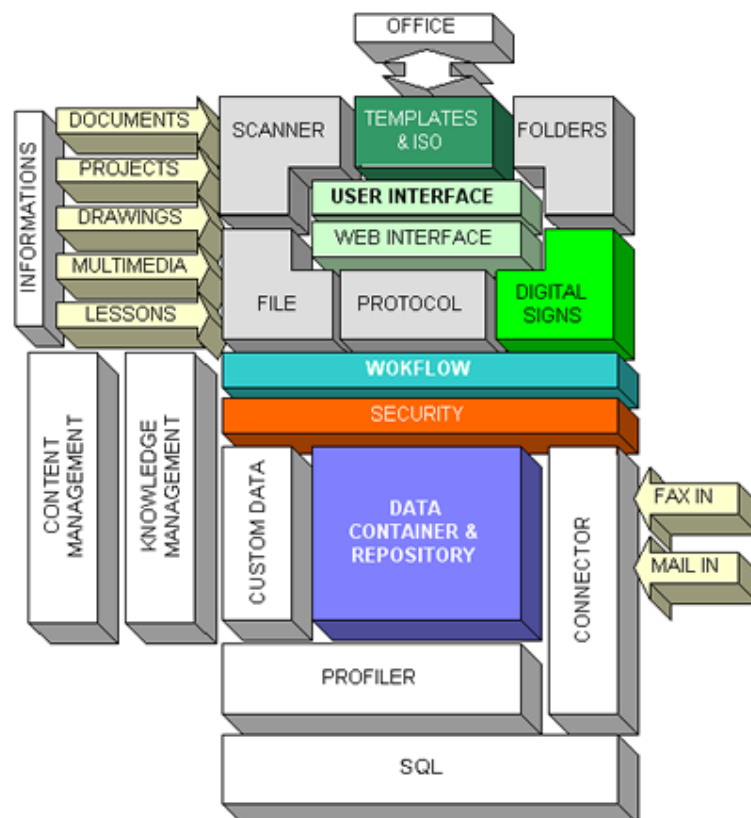 OFFICE
DOCUMENTS
SCANNER
TEMPLATES
& ISO
FOLDERS
PROJECTS
USER INTERFACE
DRAWINGS
WEB INTERFACE
INFORMATIONS
MULTIMEDIA
FILE
PROTOCOL
DIGITAL
SIGNS
LESSONS
WOKFLOW
SECURITY
CONTENT
MANAGEMENT
KNOWLEDGE
MANAGEMENT
CUSTOM DATA
DATA
CONTAINER &
REPOSITORY
CONNECTOR
FAX IN
MAIL IN
PROFILER
SQL